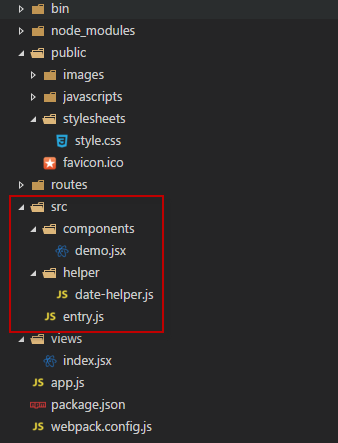 bin
node_modules
public
images
javascripts
stylesheets
style.css
favicon.ico
routes
src
components
demo.jsx
helper
JS date-helper.js
JS entry.js
views
index.jsx
JS app.js
npm package.json
JS webpack.config.js